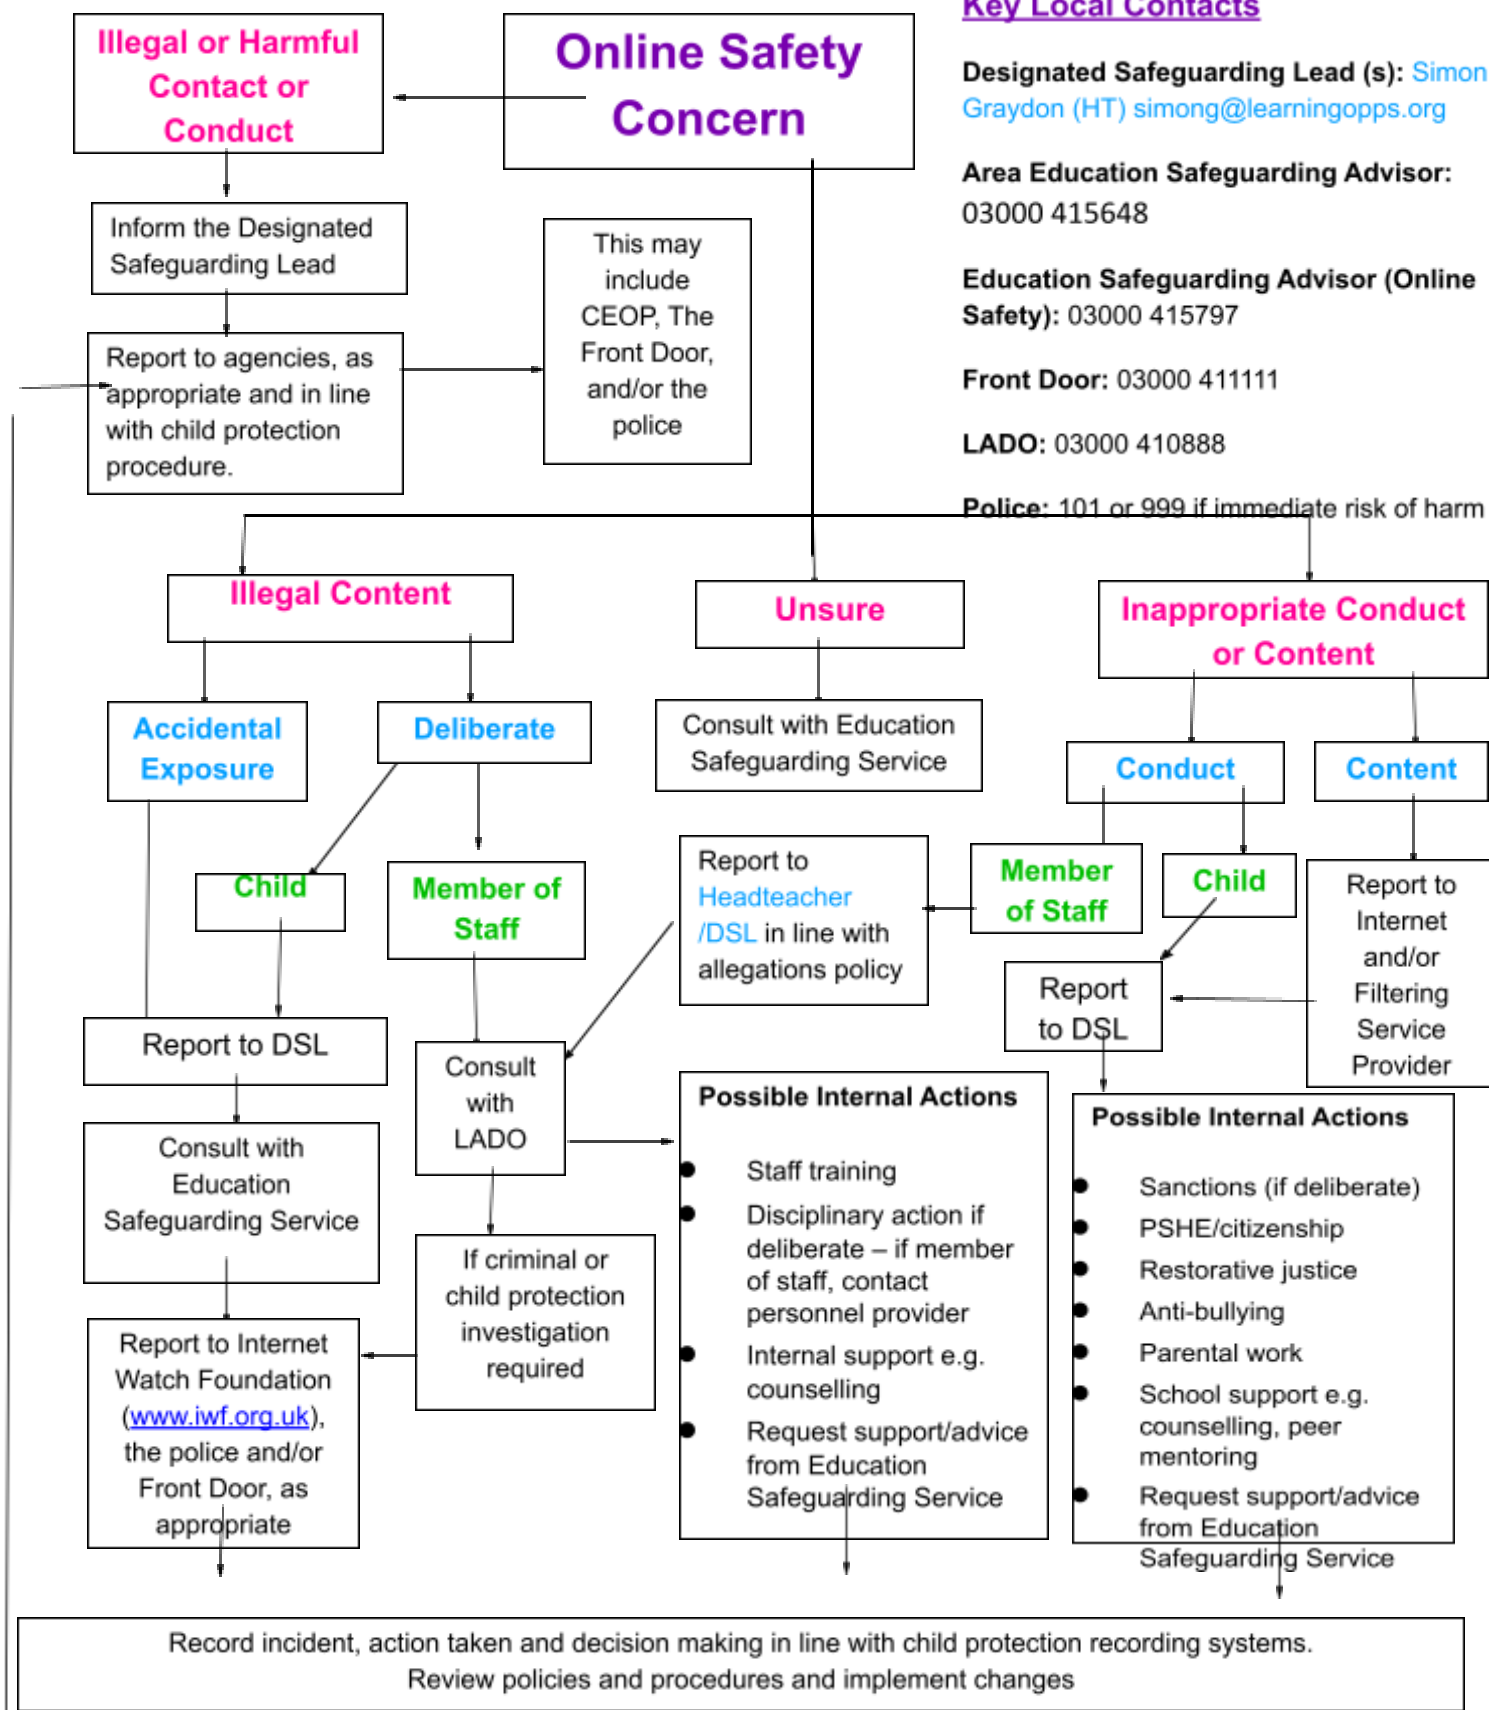 Key Local Contacts
Illegal or Harmful
Contact or
Conduct
Online Safety
Concern
Designated Safeguarding Lead (s): Simon
Graydon (HT) simong@learningopps.org
Area Education Safeguarding Advisor:
03000 415648
Education Safeguarding Advisor (Online
Safety): 03000 415797
Front Door: 03000 411111
LADO: 03000 410888
Police: 101 or 999 if immediate risk of harm
Inform the Designated
Safeguarding Lead
This may
include
CEOP, The
Front Door,
and/or the
police
Report to agencies, as
appropriate and in line
with child protection
procedure.
Illegal Content
Unsure
Inappropriate Conduct
or Content
Accidental
Exposure
Deliberate
Consult with Education
Safeguarding Service
Conduct
Content
Child
Member of
Staff
Report to
Headteacher
/DSL in line with
allegations policy
Member
of Staff
Child
Report to
Internet
and/or
Filtering
Service
Provider
Report to DSL
Consult
with
LADO
Report
to DSL
Consult with
Education
Safeguarding Service
If criminal or
child protection
investigation
required
Report to Internet
Watch Foundation
(www.iwf.org.uk),
the police and/or
Front Door, as
appropriate
Possible Internal Actions
● Staff training
● Disciplinary action if
deliberate – if member
of staff, contact
personnel provider
● Internal support e.g.
counselling
● Request support/advice
from Education
Safeguarding Service
Possible Internal Actions
● Sanctions (if deliberate)
● PSHE/citizenship
● Restorative justice
● Anti-bullying
● Parental work
● School support e.g.
counselling, peer
mentoring
● Request support/advice
from Education
Safeguarding Service
Record incident, action taken and decision making in line with child protection recording systems.
Review policies and procedures and implement changes